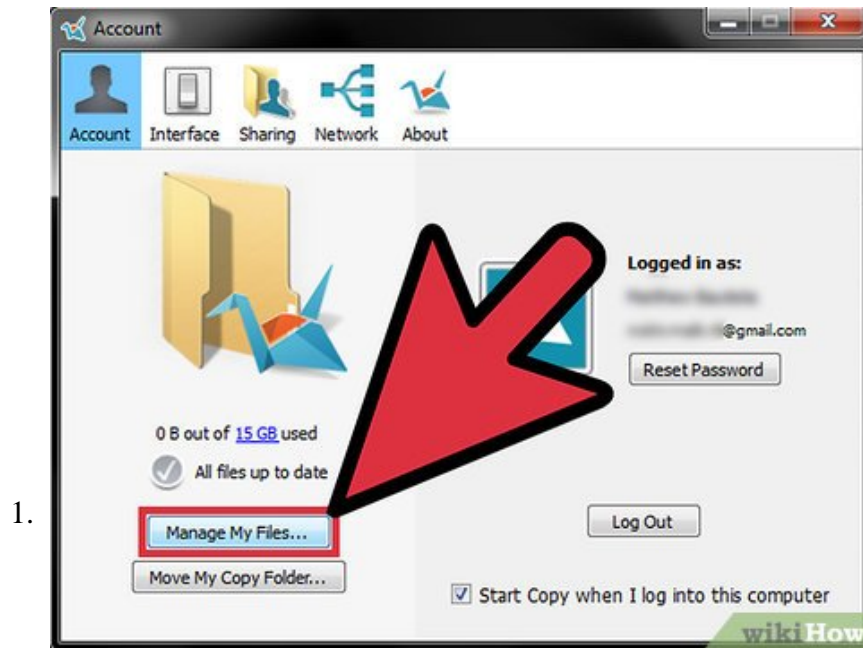 Account
Account Interface Sharing Network About
Logged in as:
@gmail.com
Reset Password
0 B out of 15 GB used
All files up to date
1.
Manage My Files...
Log Out
Move My Copy Folder...
Start Copy when I log into this computer
wikiHow